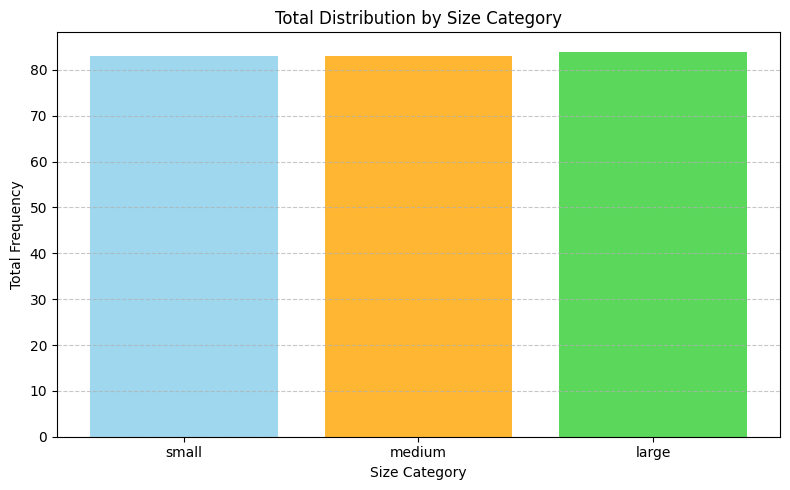 Total Distribution by Size Category
Total Frequency
80
70
60
50
40
30
20
10
0
small medium large
Size Category